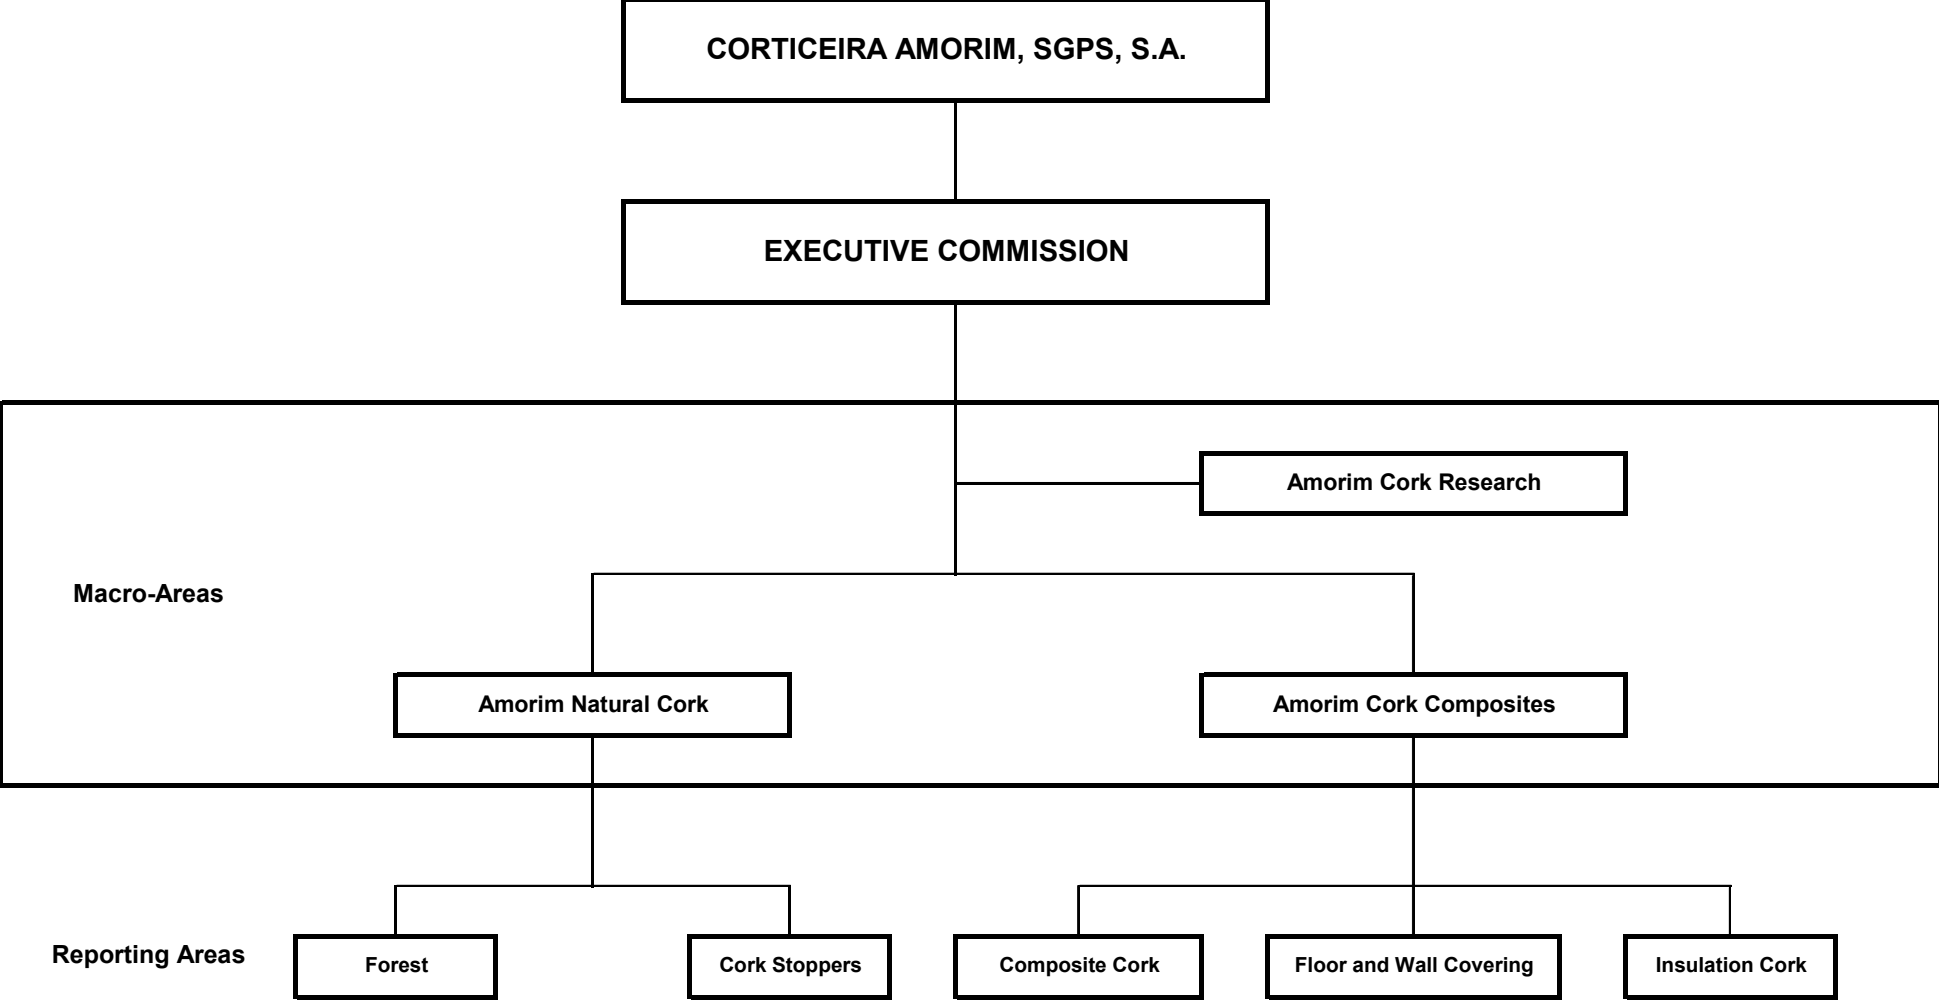 CORTICEIRA AMORIM, SGPS, S.A.
EXECUTIVE COMMISSION
Amorim Cork Research
Macro-Areas
Amorim Natural Cork
Amorim Cork Composites
Reporting Areas
Forest
Cork Stoppers
Composite Cork
Floor and Wall Covering
Insulation Cork